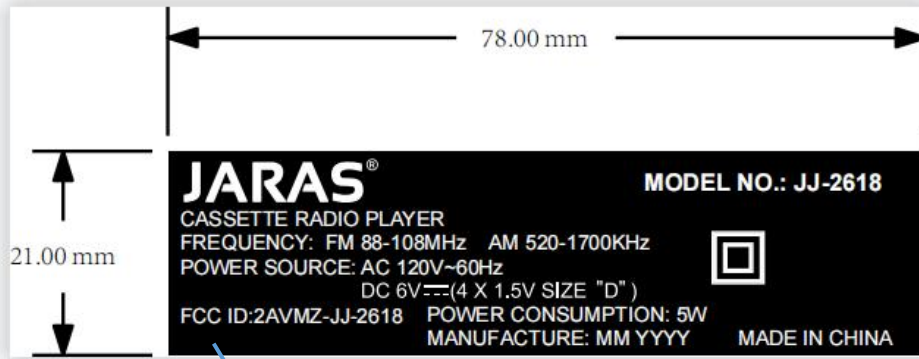 78.00 mm
21.00 mm
JARAS®
MODEL NO.: JJ-2618
CASSETTE RADIO PLAYER
FREQUENCY: FM 88-108MHz AM 520-1700KHz
POWER SOURCE: AC 120V~60Hz
DC 6V⎓(4 X 1.5V SIZE "D")
FCC ID:2AVMZ-JJ-2618 POWER CONSUMPTION: 5W
MANUFACTURE: MM YYYY MADE IN CHINA